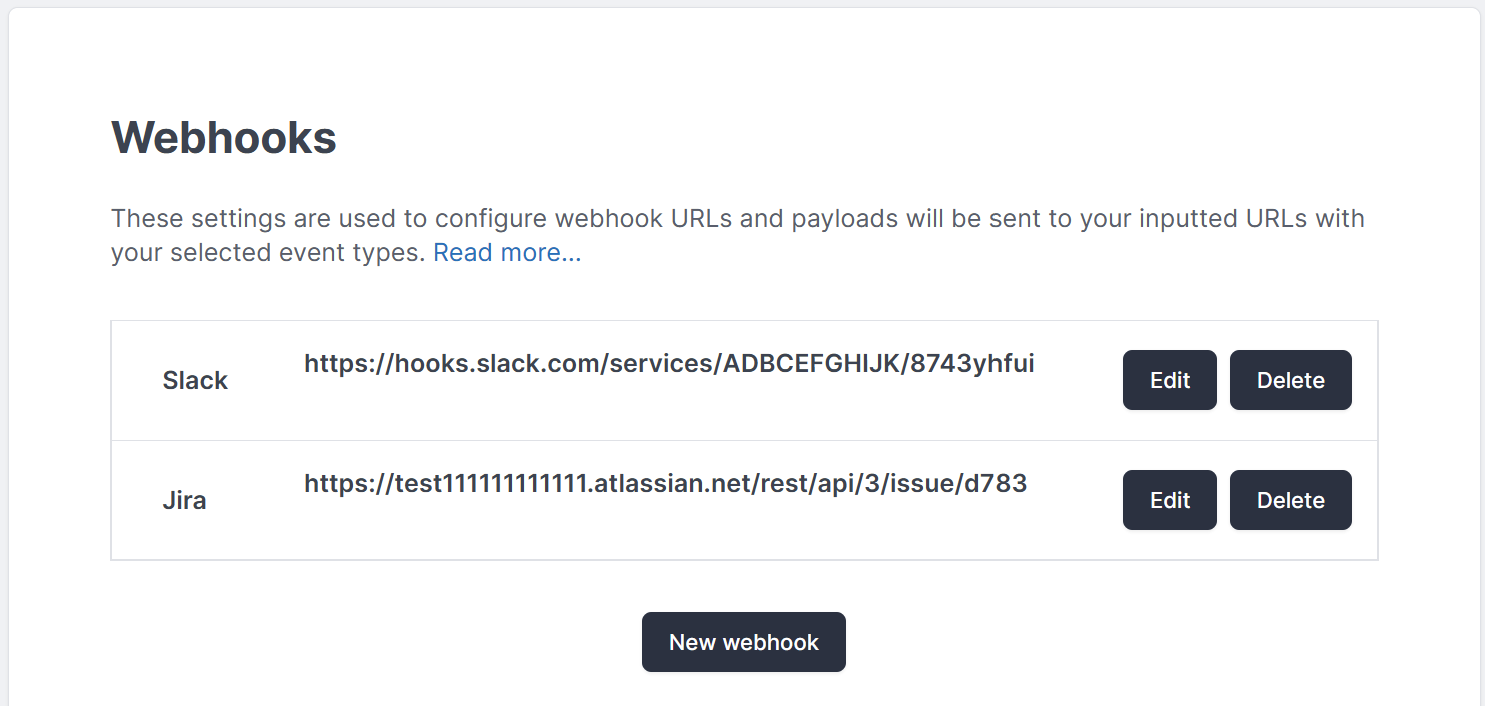 Webhooks
These settings are used to configure webhook URLs and payloads will be sent to your inputted URLs with
your selected event types. Read more...
Slack https://hooks.slack.com/services/ADBCEFGHIJK/8743yhfui Edit Delete
Jira https://test111111111111.atlassian.net/rest/api/3/issue/d783 Edit Delete
New webhook